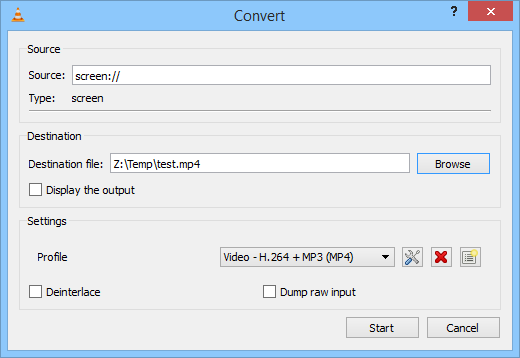 Convert
?
Source
Source: screen://
Type: screen
Destination
Destination file: Z:\Temp\test.mp4 Browse
Display the output
Settings
Profile Video - H.264 + MP3 (MP4)
Deinterlace Dump raw input
Start Cancel